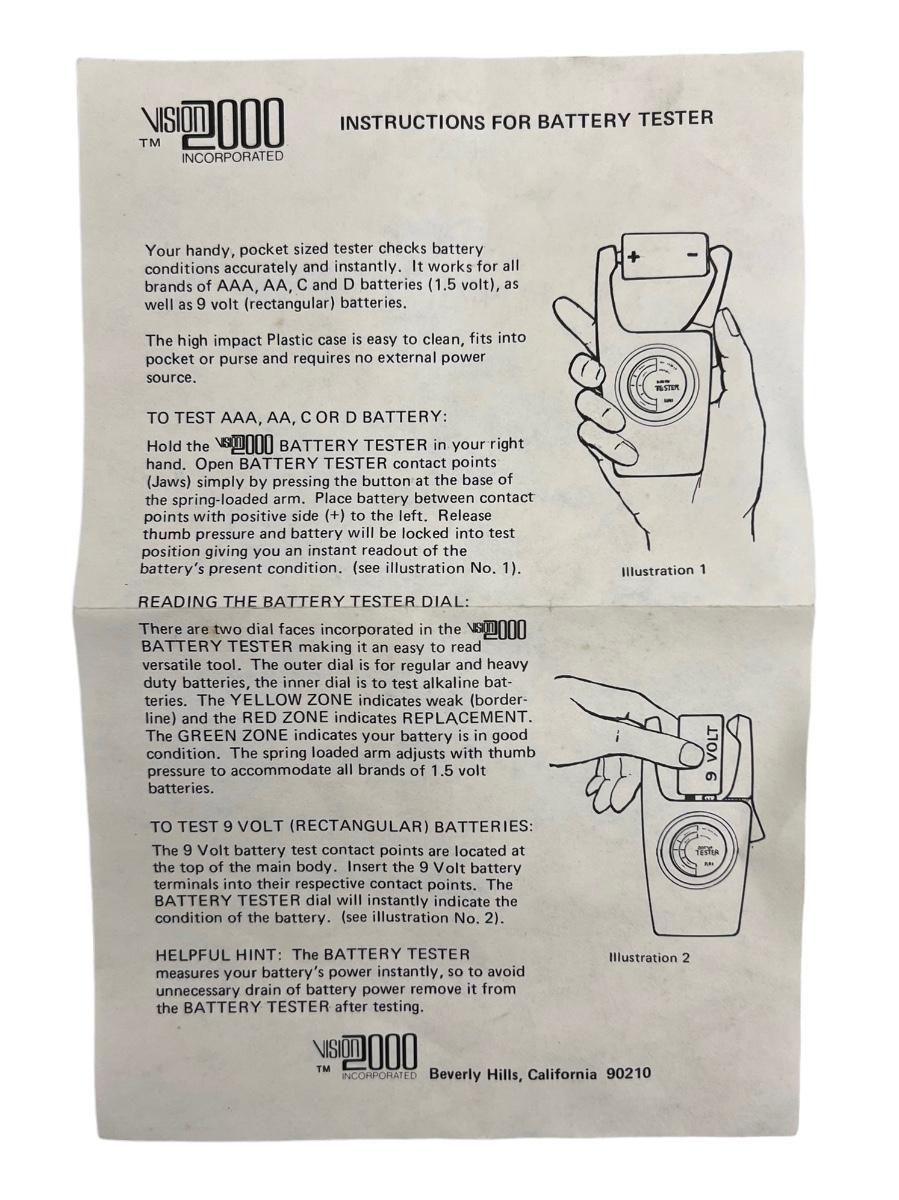 VISION 2000
TM
INCORPORATED
INSTRUCTIONS FOR BATTERY TESTER
Your handy, pocket sized tester checks battery
conditions accurately and instantly. It works for all
brands of AAA, AA, C and D batteries (1.5 volt), as
well as 9 volt (rectangular) batteries.
The high impact Plastic case is easy to clean, fits into
pocket or purse and requires no external power
source.
TO TEST AAA, AA, C OR D BATTERY:
Hold the VISION 2000 BATTERY TESTER in your right
hand. Open BATTERY TESTER contact points
(Jaws) simply by pressing the button at the base of
the spring-loaded arm. Place battery between contact
points with positive side (+) to the left. Release
thumb pressure and battery will be locked into test
position giving you an instant readout of the
battery's present condition. (see illustration No. 1).
+ -
TESTER
Illustration 1
READING THE BATTERY TESTER DIAL:
There are two dial faces incorporated in the VISION 2000
BATTERY TESTER making it an easy to read
versatile tool. The outer dial is for regular and heavy
duty batteries, the inner dial is to test alkaline bat-
teries. The YELLOW ZONE indicates weak (border-
line) and the RED ZONE indicates REPLACEMENT.
The GREEN ZONE indicates your battery is in good
condition. The spring loaded arm adjusts with thumb
pressure to accommodate all brands of 1.5 volt
batteries.
TO TEST 9 VOLT (RECTANGULAR) BATTERIES:
The 9 Volt battery test contact points are located at
the top of the main body. Insert the 9 Volt battery
terminals into their respective contact points. The
BATTERY TESTER dial will instantly indicate the
condition of the battery. (see illustration No. 2).
9 VOLT
TESTER
Illustration 2
HELPFUL HINT: The BATTERY TESTER
measures your battery's power instantly, so to avoid
unnecessary drain of battery power remove it from
the BATTERY TESTER after testing.
VISION 2000
TM
INCORPORATED
Beverly Hills, California 90210